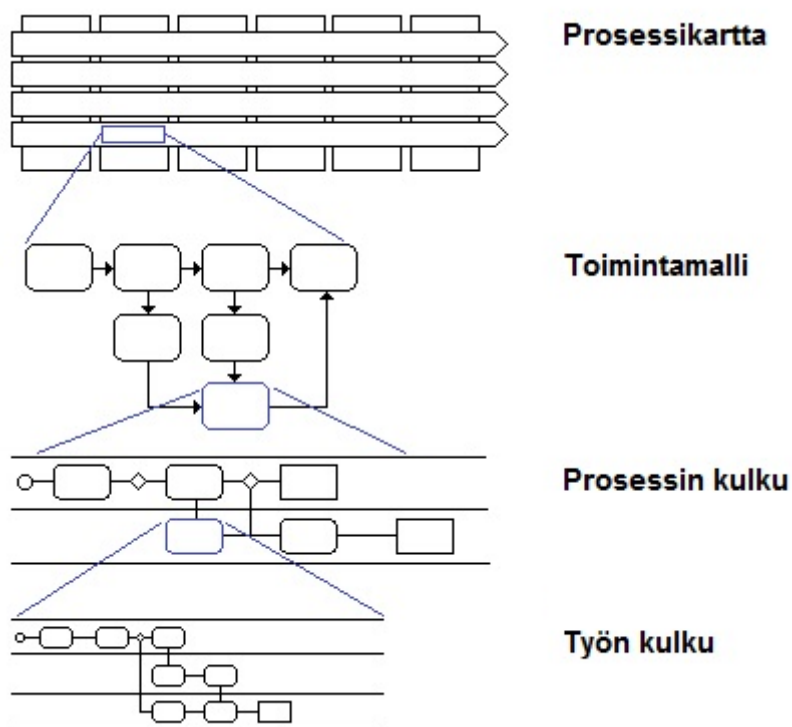 Prosessikartta
Toimintamalli
Prosessin kulku
Työn kulku